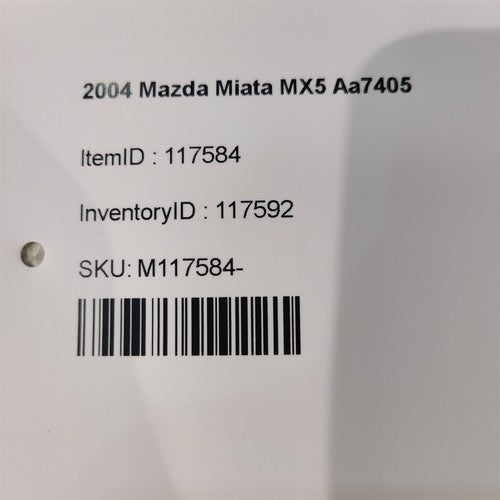 2004 Mazda Miata MX5 Aa7405
ItemID : 117584
InventoryID : 117592
SKU: M117584-